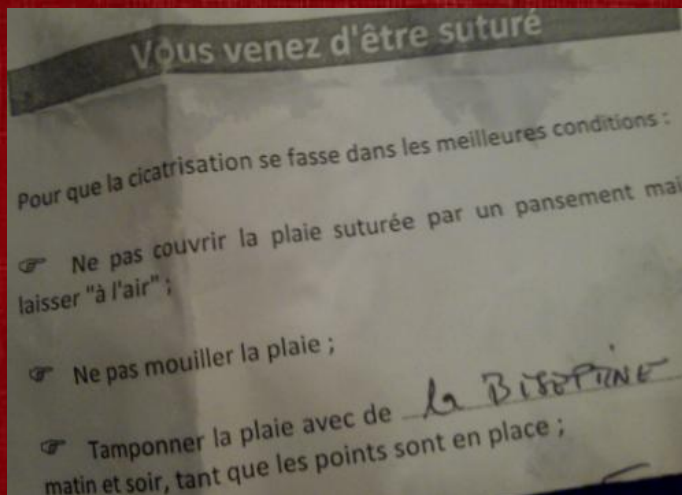 Vous venez d'être suturé
Pour que la cicatrisation se fasse dans les meilleures conditions :
☞ Ne pas couvrir la plaie suturée par un pansement mai
laisser "à l'air" ;
☞ Ne pas mouiller la plaie ;
☞ Tamponner la plaie avec de la BISEPTINE
matin et soir, tant que les points sont en place ;